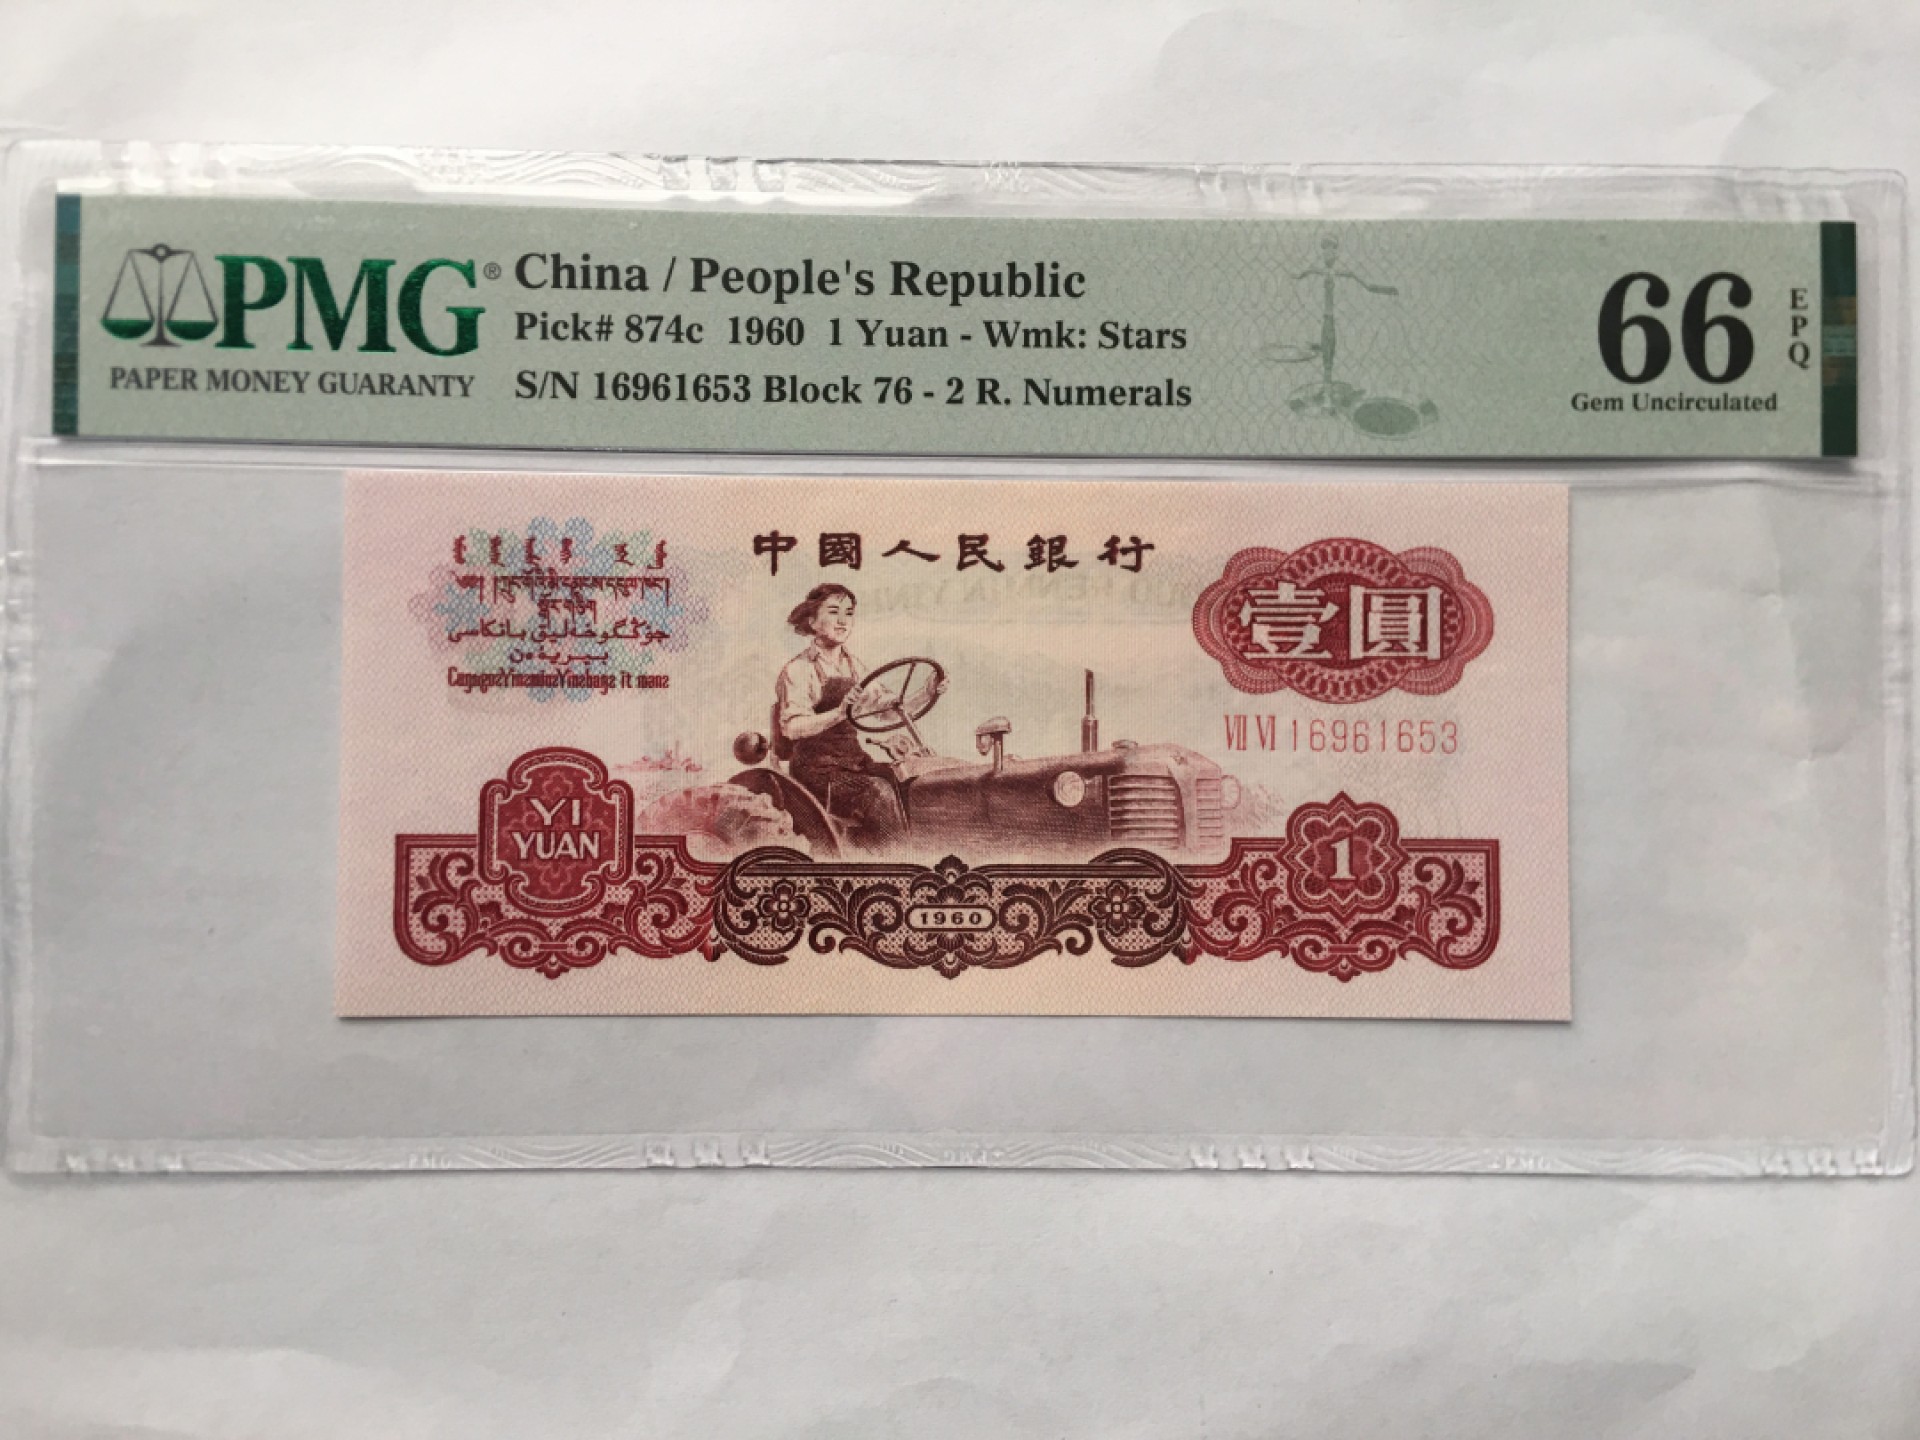 PMG®
PAPER MONEY GUARANTY
China / People's Republic
Pick# 874c 1960 1 Yuan - Wmk: Stars
S/N 16961653 Block 76 - 2 R. Numerals
66
EPQ
Gem Uncirculated
中國人民銀行
壹圓
VII VI 16961653
YI
YUAN
1960
1